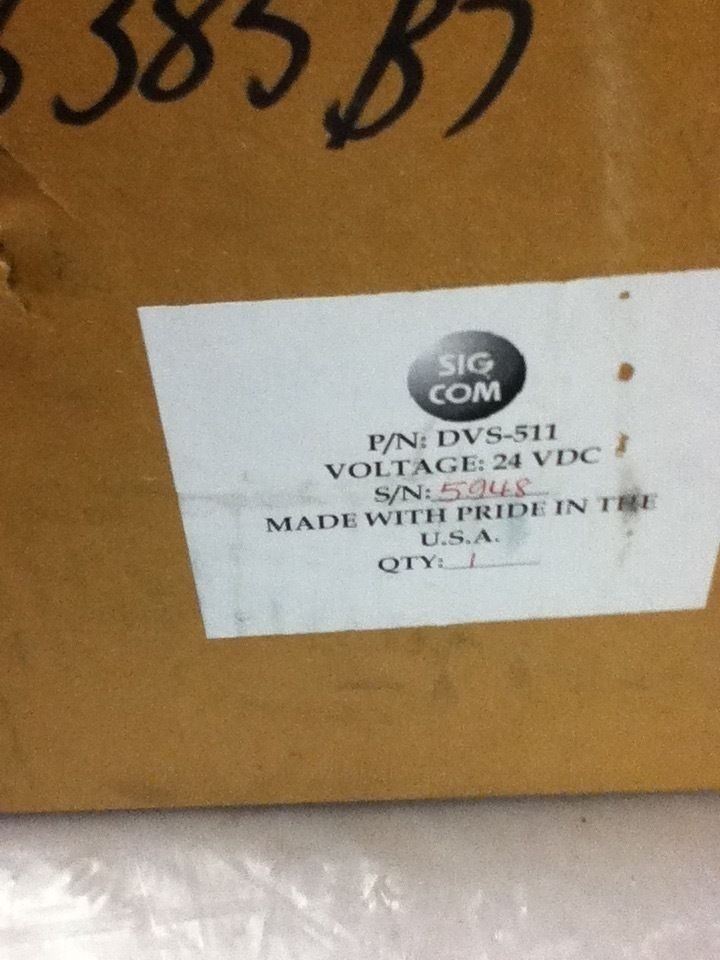 385 B7
SIG
COM
P/N: DVS-511
VOLTAGE: 24 VDC
S/N: 5948
MADE WITH PRIDE IN THE
U.S.A.
QTY: 1